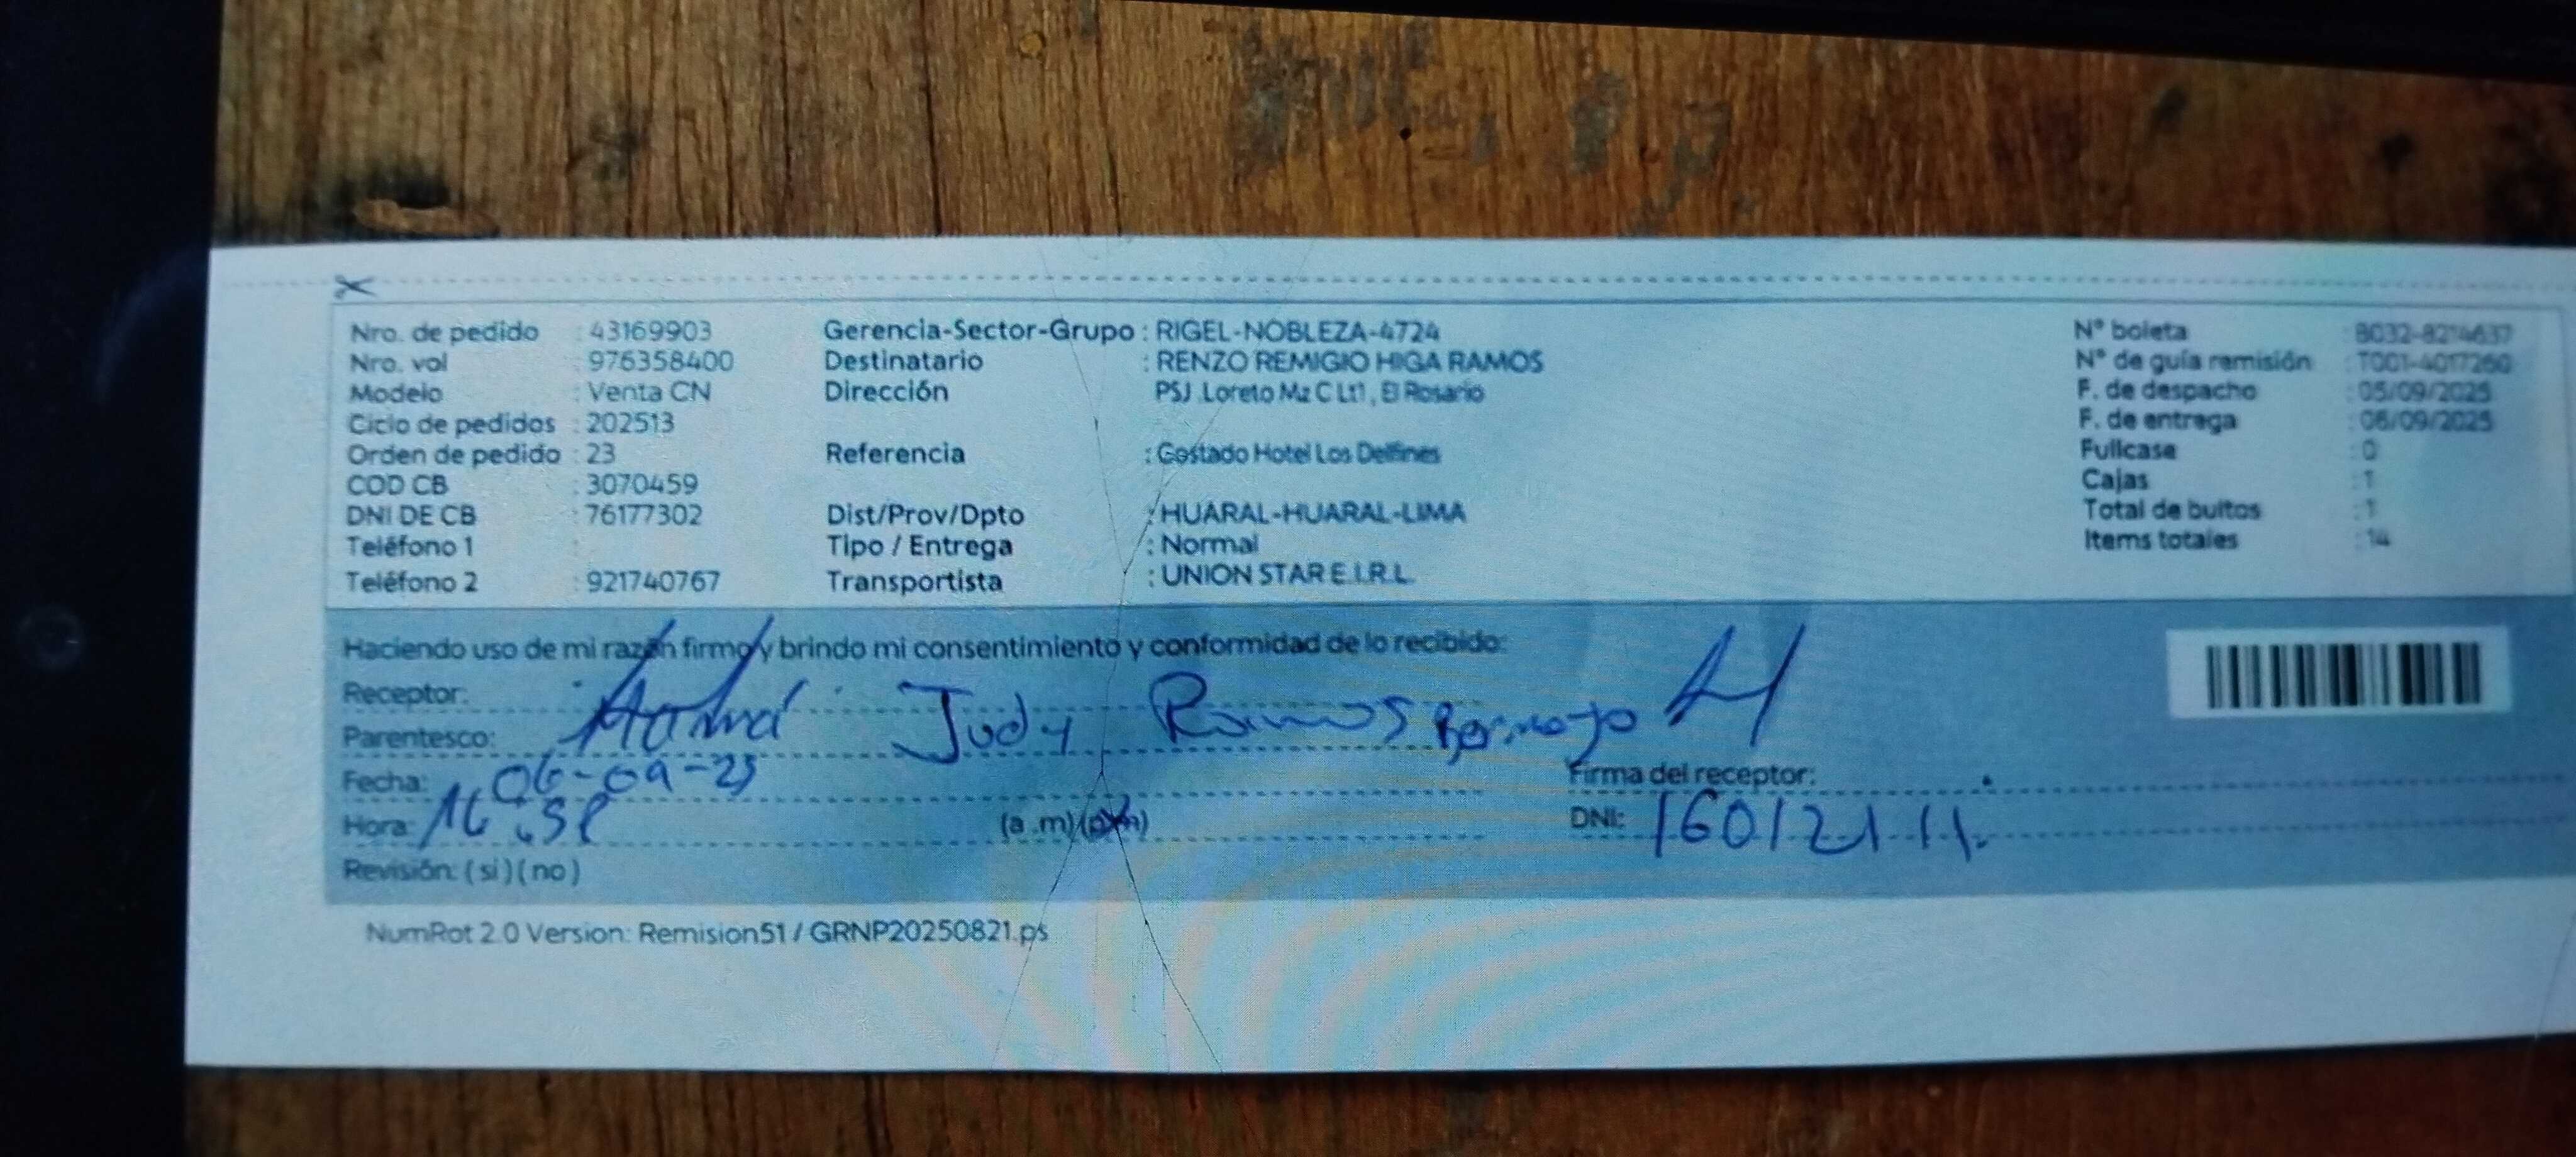 Nro. de pedido : 43169903 Gerencia-Sector-Grupo : RIGEL-NOBLEZA-4724 N° boleta : B032-8214637
Nro. vol : 976358400 Destinatario : RENZO REMIGIO HIGA RAMOS N° de guía remisión : T001-4017260
Modelo : Venta CN Dirección PSJ Loreto Mz C Lt1 , El Rosario F. de despacho : 05/09/2025
Ciclo de pedidos : 202513 F. de entrega : 06/09/2025
Orden de pedido : 23 Referencia : Costado Hotel Los Delfines Fullcase : 0
COD CB : 3070459 Cajas : 1
DNI DE CB : 76177302 Dist/Prov/Dpto : HUARAL-HUARAL-LIMA Total de bultos : 1
Teléfono 1 : Tipo / Entrega : Normal Items totales : 14
Teléfono 2 : 921740767 Transportista : UNION STAR E.I.R.L.
Haciendo uso de mi razón firmo y brindo mi consentimiento y conformidad de lo recibido:
Receptor:
Parentesco: Judy Ramos
Fecha: 06-09-25 Firma del receptor:
Hora: (a .m)(p.m) DNI: 16012111.
Revisión: ( si ) ( no )
NumRot 2.0 Version: Remision51 / GRNP20250821.ps